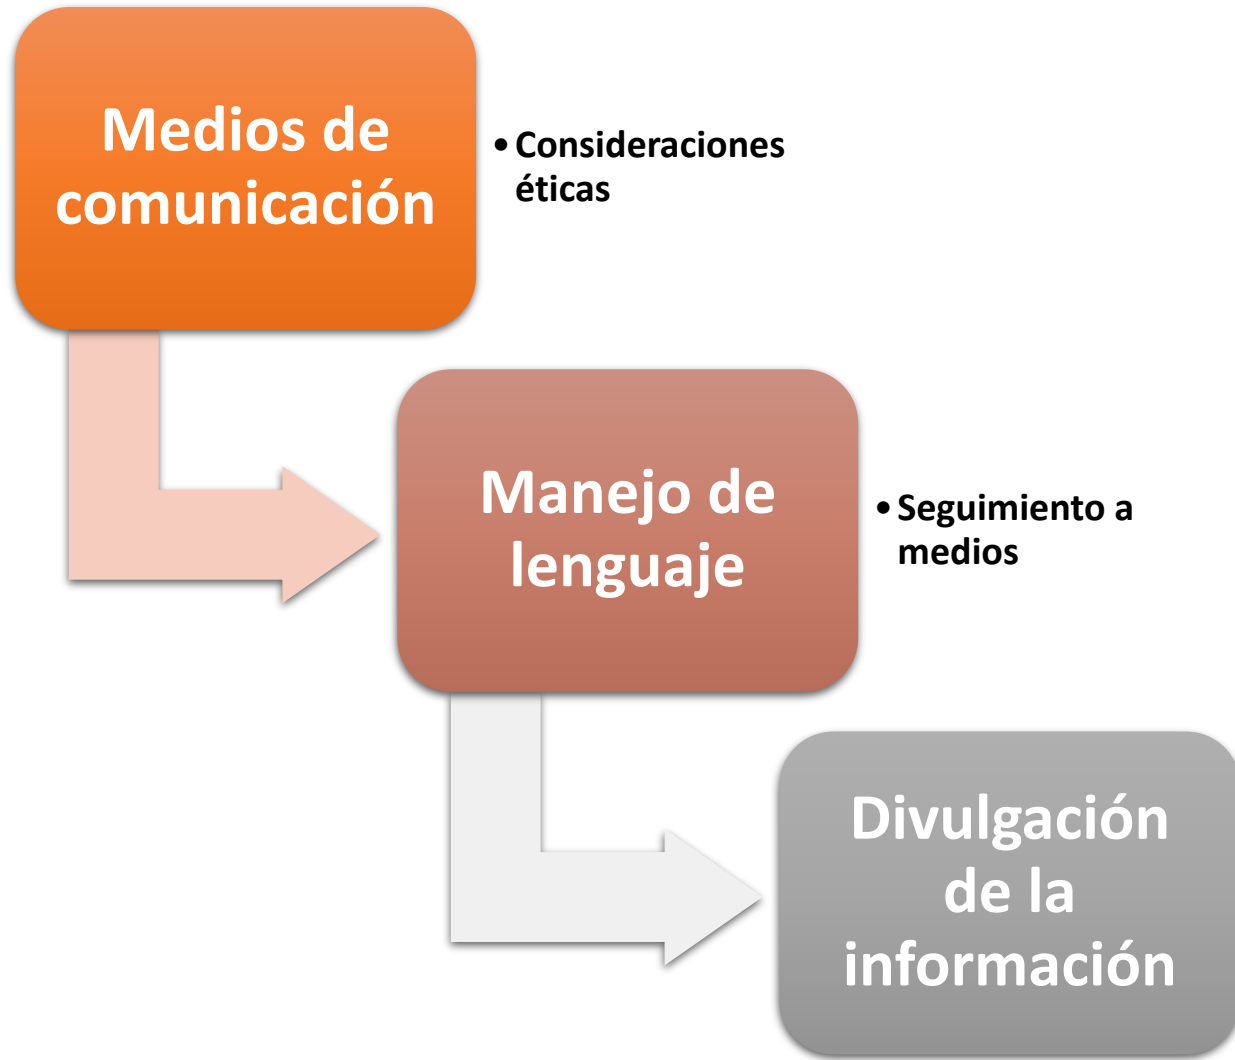 Medios de
comunicación
• Consideraciones
éticas
Manejo de
lenguaje
• Seguimiento a
medios
Divulgación
de la
información